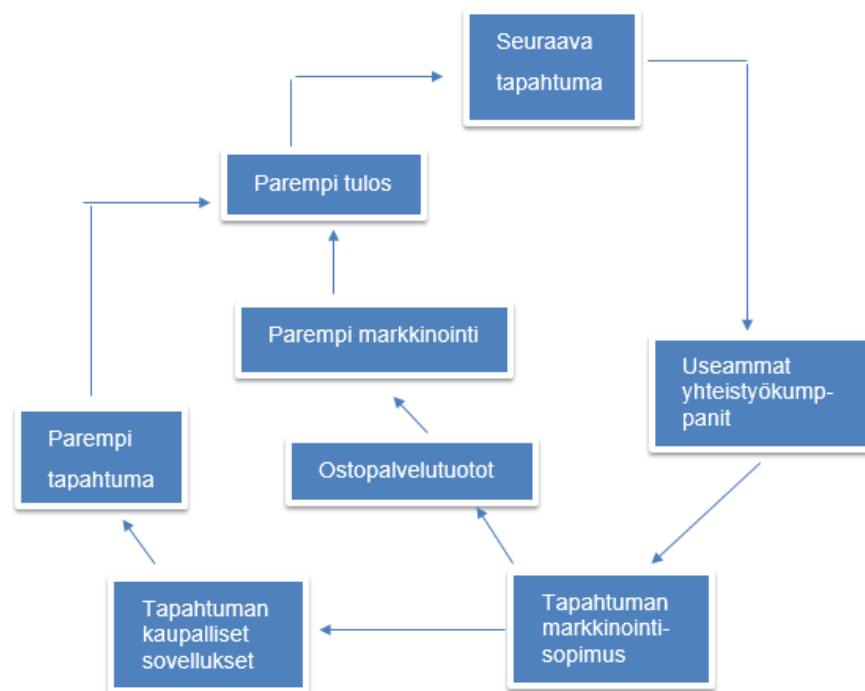 Seuraava
tapahtuma
Parempi tulos
Parempi markkinointi
Useammat
yhteistyökump-
panit
Parempi
tapahtuma
Ostopalvelutuotot
Tapahtuman
kaupalliset
sovellukset
Tapahtuman
markkinointi-
sopimus